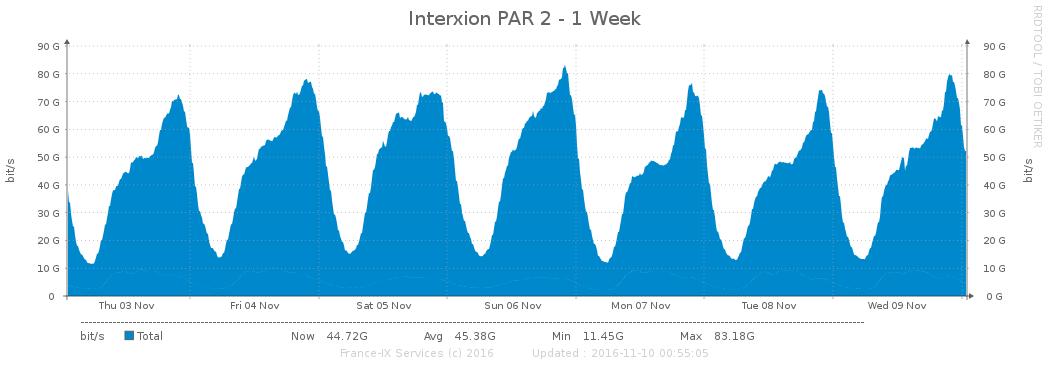 Interxion PAR 2 - 1 Week
RRDTOOL / TOBI OETIKER
bit/s
90 G 90 G
80 G 80 G
70 G 70 G
60 G 60 G
50 G 50 G
40 G 40 G
30 G 30 G
20 G 20 G
10 G 10 G
0 0 G
bit/s
Thu 03 Nov Fri 04 Nov Sat 05 Nov Sun 06 Nov Mon 07 Nov Tue 08 Nov Wed 09 Nov
bit/s Total Now 44.72G Avg 45.38G Min 11.45G Max 83.18G
France-IX Services (c) 2016 Updated : 2016-11-10 00:55:05